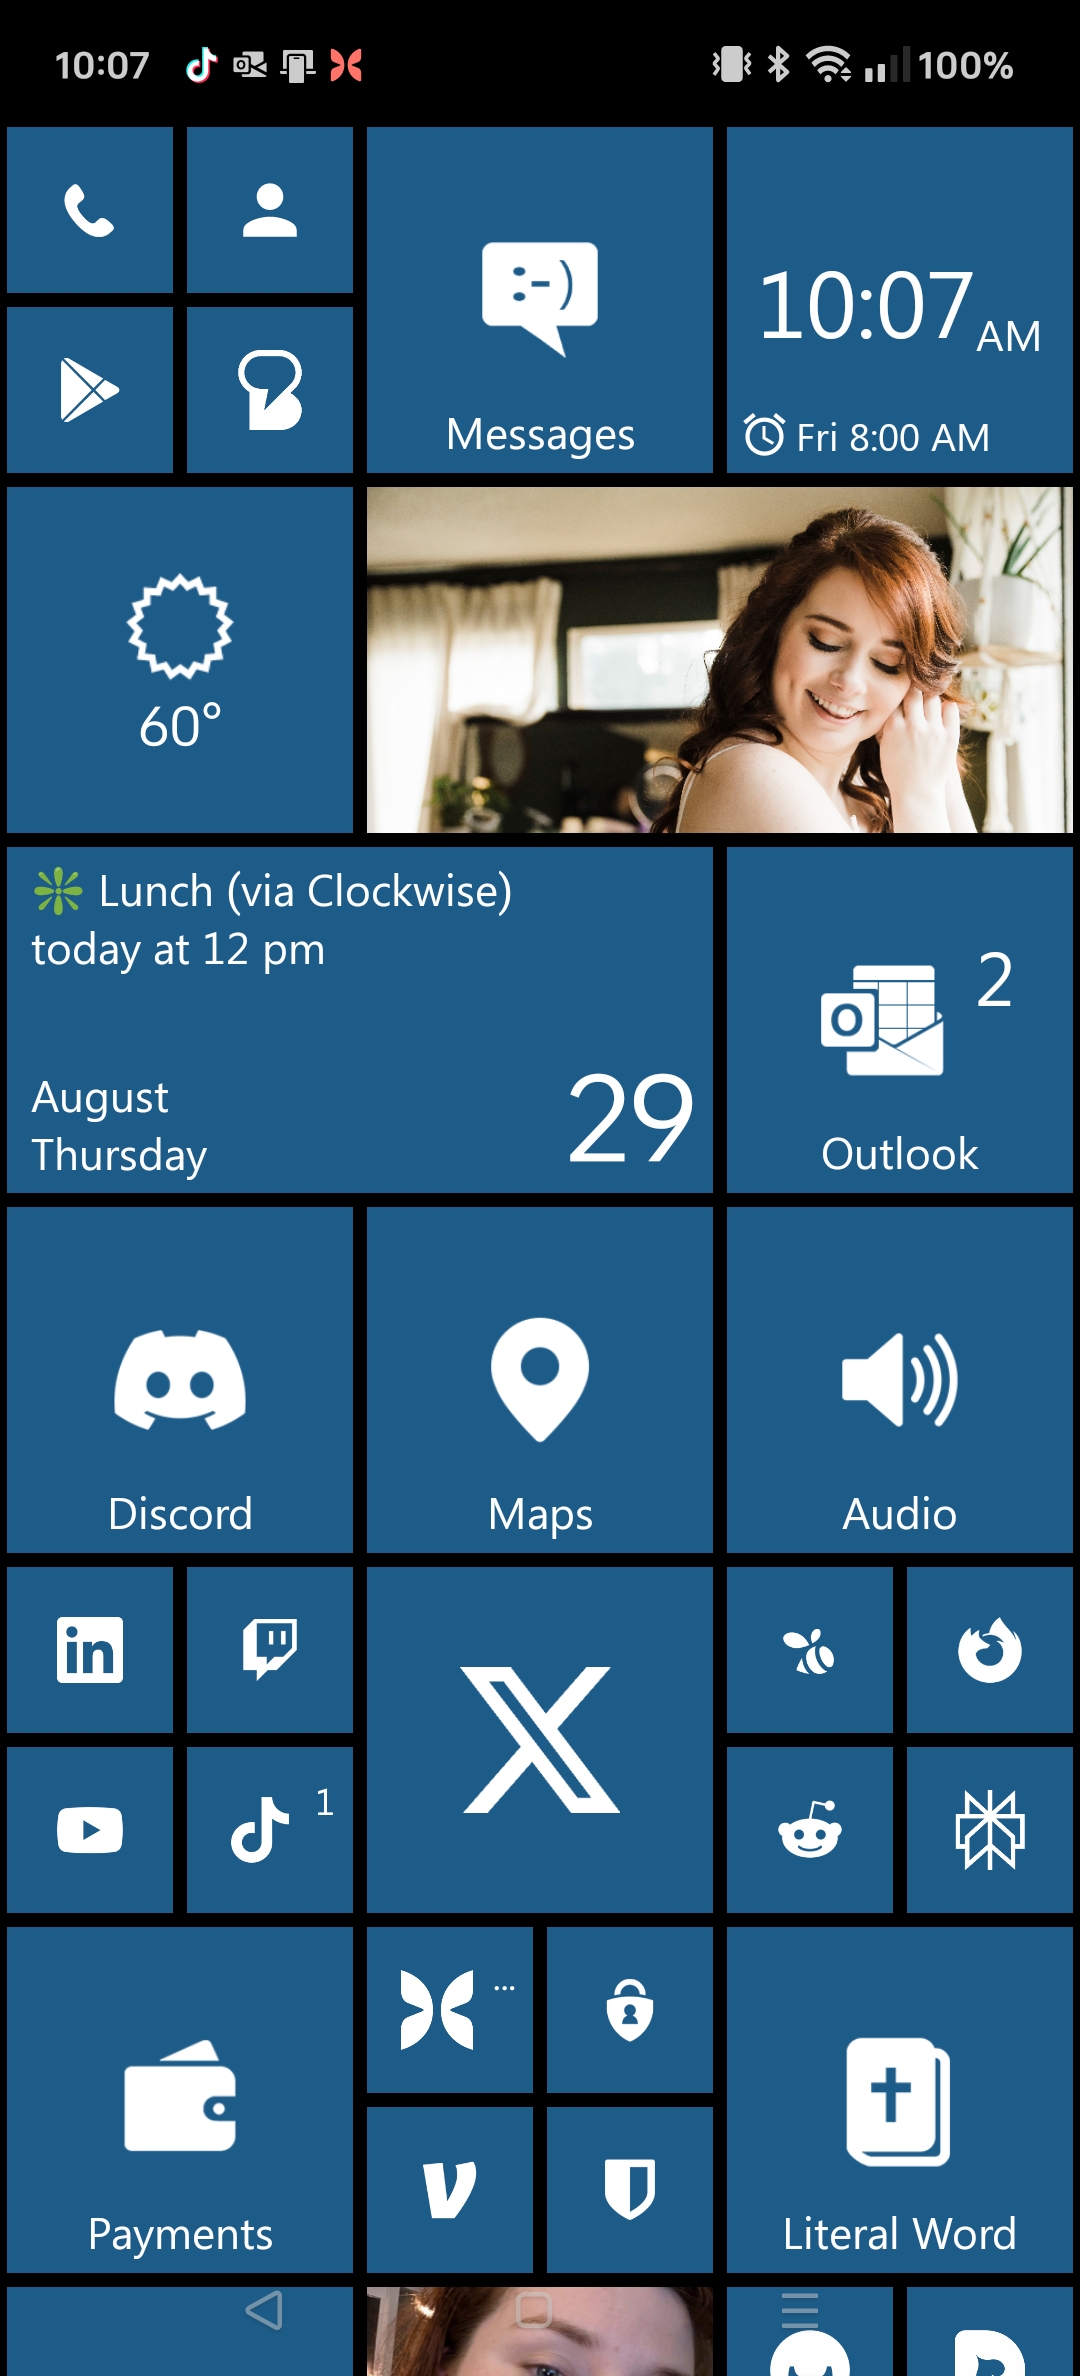 10:07
100%
:-)
Messages
10:07 AM
Fri 8:00 AM
60°
Lunch (via Clockwise)
today at 12 pm
August
Thursday
29
2
Outlook
Discord
Maps
Audio
in
1
X
...
Payments
Literal Word